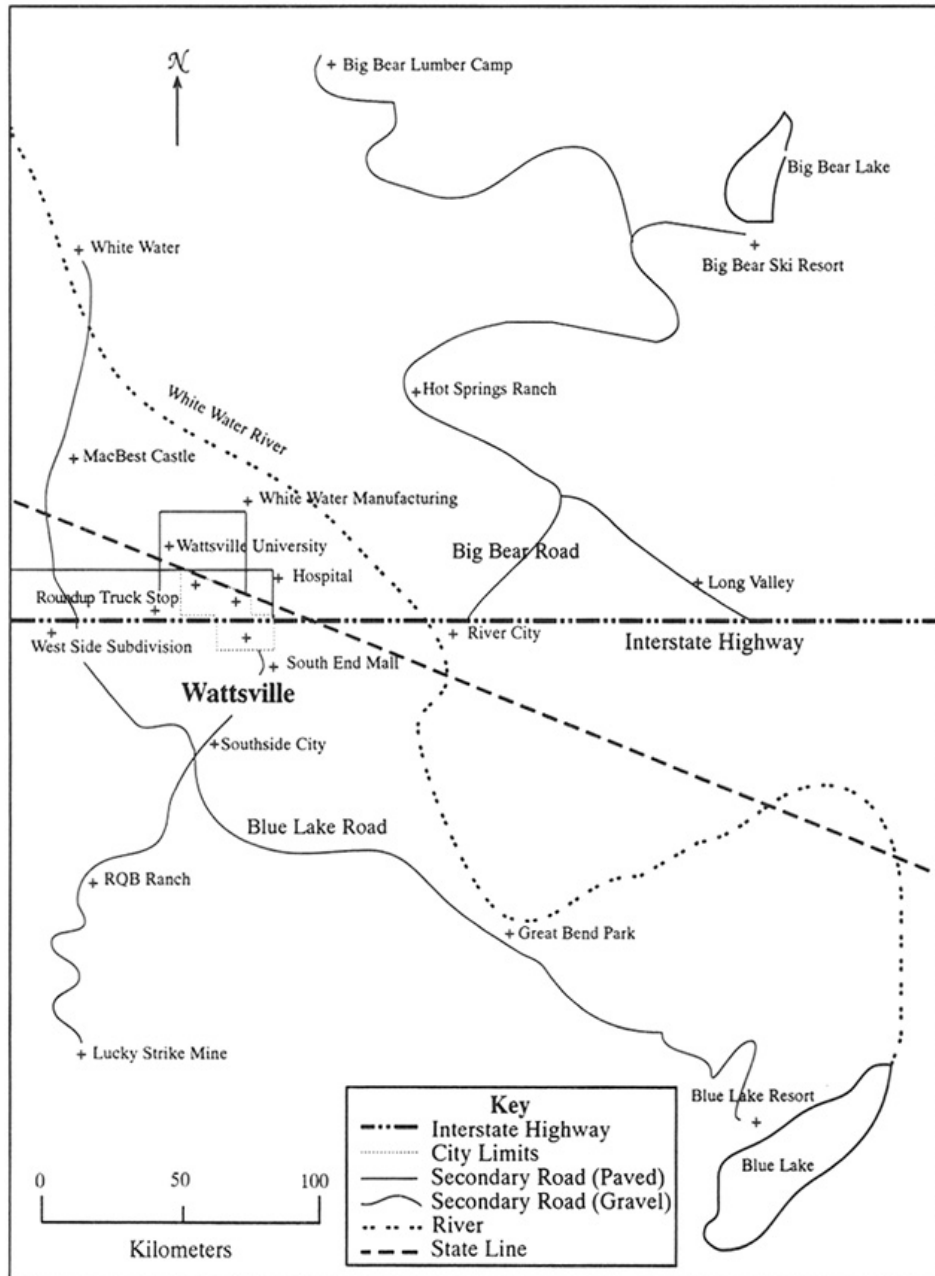 N
Big Bear Lumber Camp
Big Bear Lake
White Water
Big Bear Ski Resort
Hot Springs Ranch
White Water River
MacBest Castle
White Water Manufacturing
Wattsville University
Big Bear Road
Hospital
Long Valley
Roundup Truck Stop
River City
West Side Subdivision
Interstate Highway
South End Mall
Wattsville
Southside City
Blue Lake Road
RQB Ranch
Great Bend Park
Lucky Strike Mine
Blue Lake Resort
Blue Lake
Key
Interstate Highway
City Limits
Secondary Road (Paved)
Secondary Road (Gravel)
River
State Line
0 50 100
Kilometers